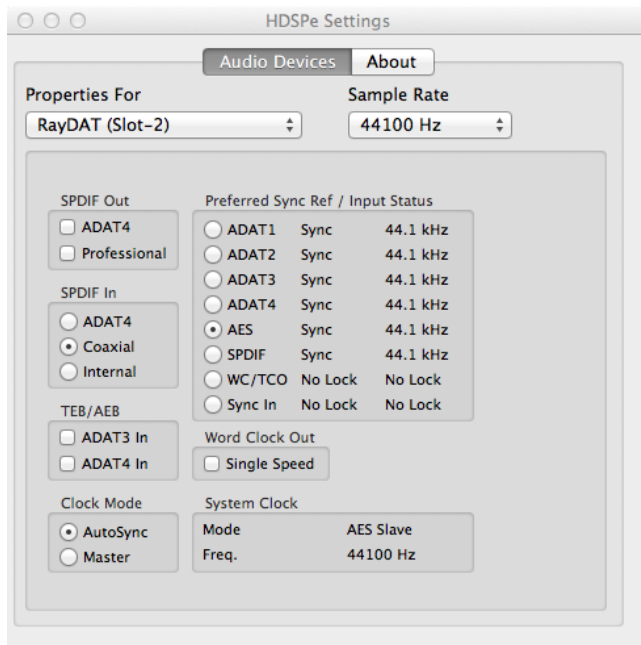 HDSPe Settings
Audio Devices About
Properties For Sample Rate
RayDAT (Slot-2) 44100 Hz
SPDIF Out
ADAT4
Professional
SPDIF In
ADAT4
Coaxial
Internal
TEB/AEB
ADAT3 In
ADAT4 In
Clock Mode
AutoSync
Master
Preferred Sync Ref / Input Status
ADAT1 Sync 44.1 kHz
ADAT2 Sync 44.1 kHz
ADAT3 Sync 44.1 kHz
ADAT4 Sync 44.1 kHz
AES Sync 44.1 kHz
SPDIF Sync 44.1 kHz
WC/TCO No Lock No Lock
Sync In No Lock No Lock
Word Clock Out
Single Speed
System Clock
Mode AES Slave
Freq. 44100 Hz